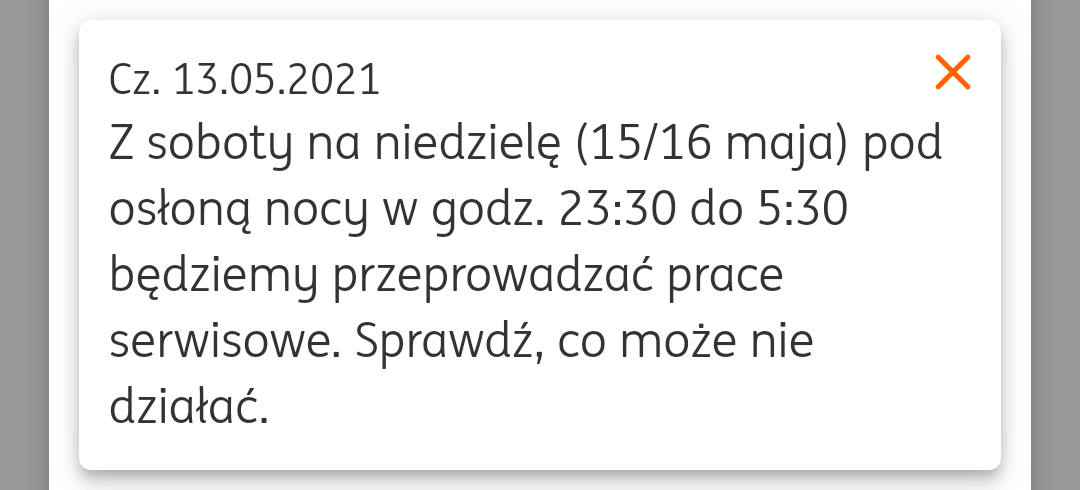 Cz. 13.05.2021
Z soboty na niedzielę (15/16 maja) pod
osłoną nocy w godz. 23:30 do 5:30
będziemy przeprowadzać prace
serwisowe. Sprawdź, co może nie
działać.